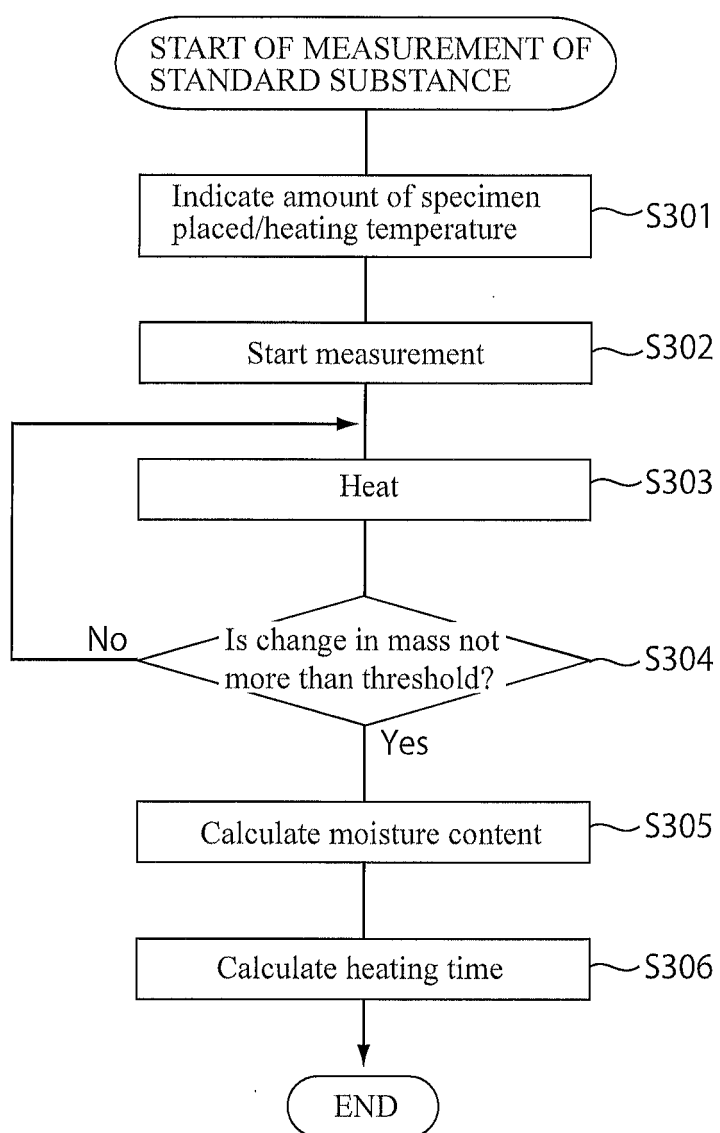 START OF MEASUREMENT OF
STANDARD SUBSTANCE
Indicate amount of specimen
placed/heating temperature
S301
Start measurement
S302
Heat
S303
Is change in mass not
more than threshold?
S304
No
Yes
Calculate moisture content
S305
Calculate heating time
S306
END